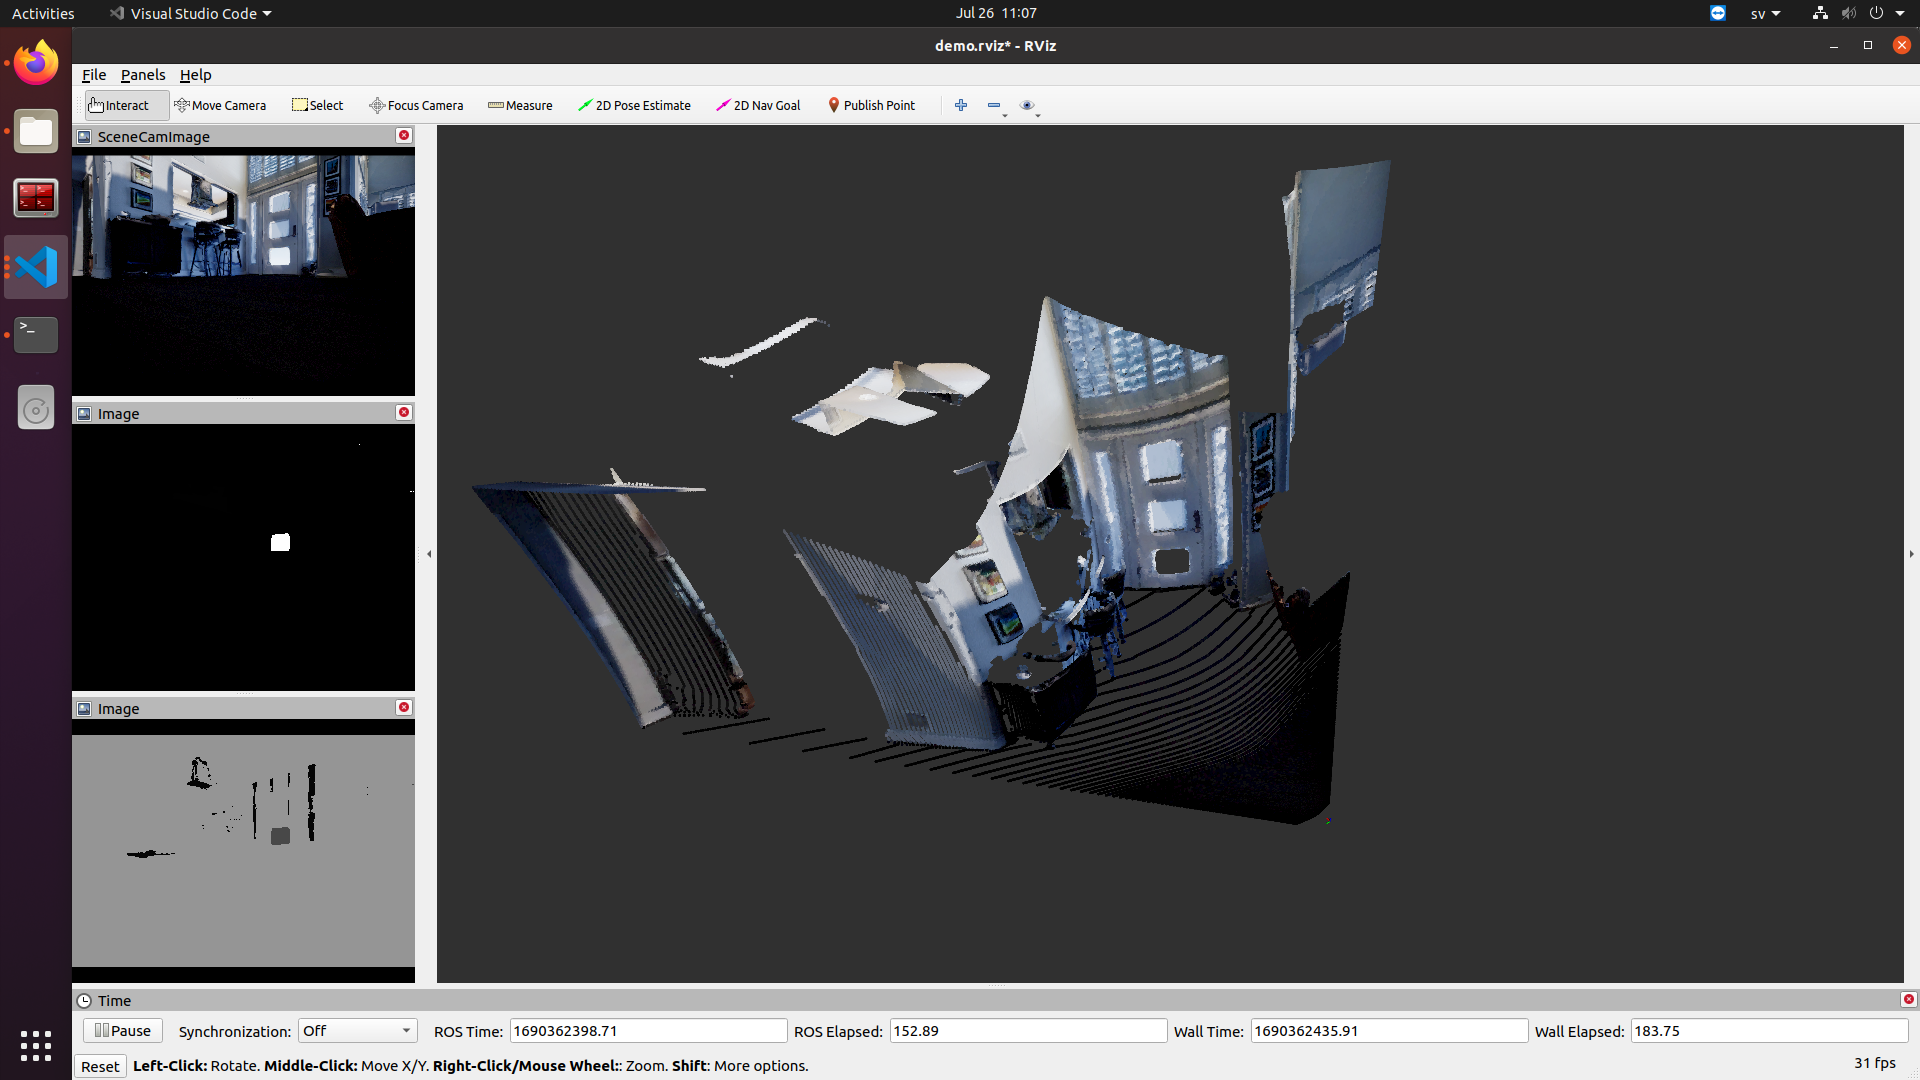 Activities Visual Studio Code Jul 26 11:07 sv
demo.rviz* - RViz
File Panels Help
Interact Move Camera Select Focus Camera Measure 2D Pose Estimate 2D Nav Goal Publish Point
SceneCamImage
Image
Image
Time
Pause Synchronization: Off ROS Time: 1690362398.71 ROS Elapsed: 152.89 Wall Time: 1690362435.91 Wall Elapsed: 183.75
Reset Left-Click: Rotate. Middle-Click: Move X/Y. Right-Click/Mouse Wheel:: Zoom. Shift: More options. 31 fps